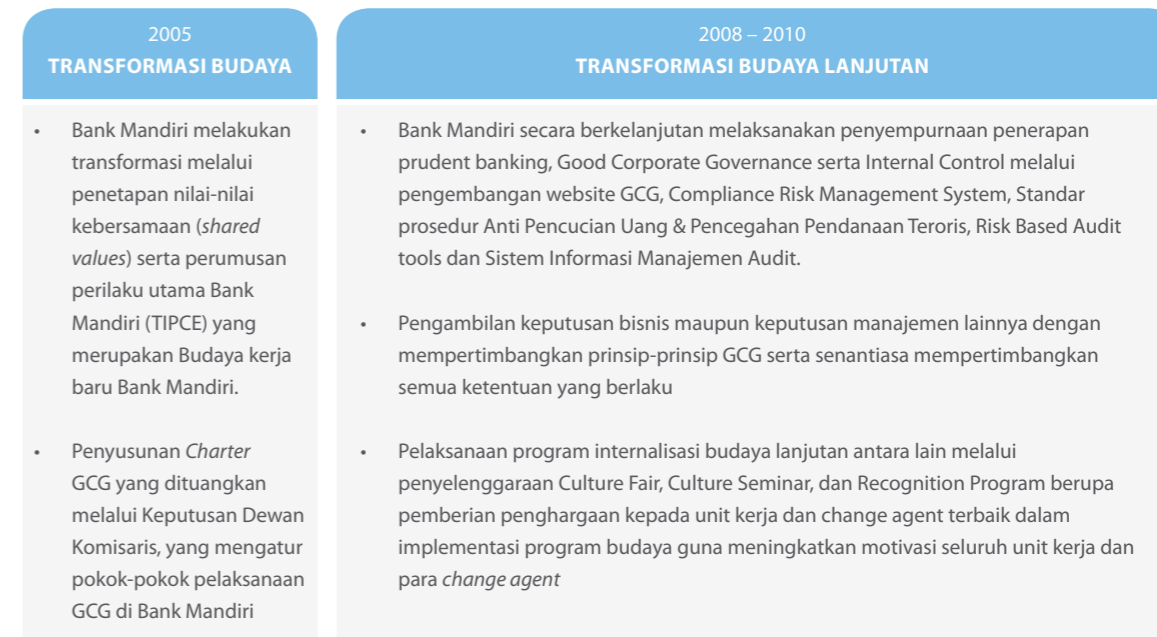 2005
TRANSFORMASI BUDAYA
• Bank Mandiri melakukan
transformasi melalui
penetapan nilai-nilai
kebersamaan (shared
values) serta perumusan
perilaku utama Bank
Mandiri (TIPCE) yang
merupakan Budaya kerja
baru Bank Mandiri.
• Penyusunan Charter
GCG yang dituangkan
melalui Keputusan Dewan
Komisaris, yang mengatur
pokok-pokok pelaksanaan
GCG di Bank Mandiri
2008 – 2010
TRANSFORMASI BUDAYA LANJUTAN
• Bank Mandiri secara berkelanjutan melaksanakan penyempurnaan penerapan
prudent banking, Good Corporate Governance serta Internal Control melalui
pengembangan website GCG, Compliance Risk Management System, Standar
prosedur Anti Pencucian Uang & Pencegahan Pendanaan Teroris, Risk Based Audit
tools dan Sistem Informasi Manajemen Audit.
• Pengambilan keputusan bisnis maupun keputusan manajemen lainnya dengan
mempertimbangkan prinsip-prinsip GCG serta senantiasa mempertimbangkan
semua ketentuan yang berlaku
• Pelaksanaan program internalisasi budaya lanjutan antara lain melalui
penyelenggaraan Culture Fair, Culture Seminar, dan Recognition Program berupa
pemberian penghargaan kepada unit kerja dan change agent terbaik dalam
implementasi program budaya guna meningkatkan motivasi seluruh unit kerja dan
para change agent